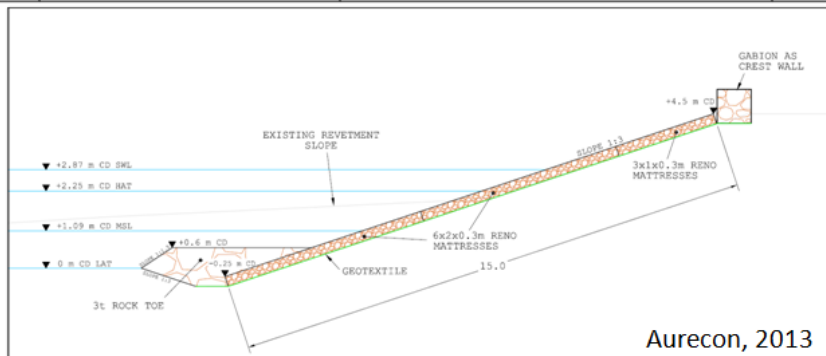 GABION AS
CREST WALL
+4.5 m CD
EXISTING REVETMENT
SLOPE
SLOPE 1:3
+2.87 m CD SWL
3x1x0.3m RENO
MATTRESSES
+2.25 m CD HAT
+1.09 m CD MSL
6x2x0.3m RENO
MATTRESSES
+0.6 m CD
-0.25 m CD
GEOTEXTILE
0 m CD LAT
15.0
3t ROCK TOE
Aurecon, 2013